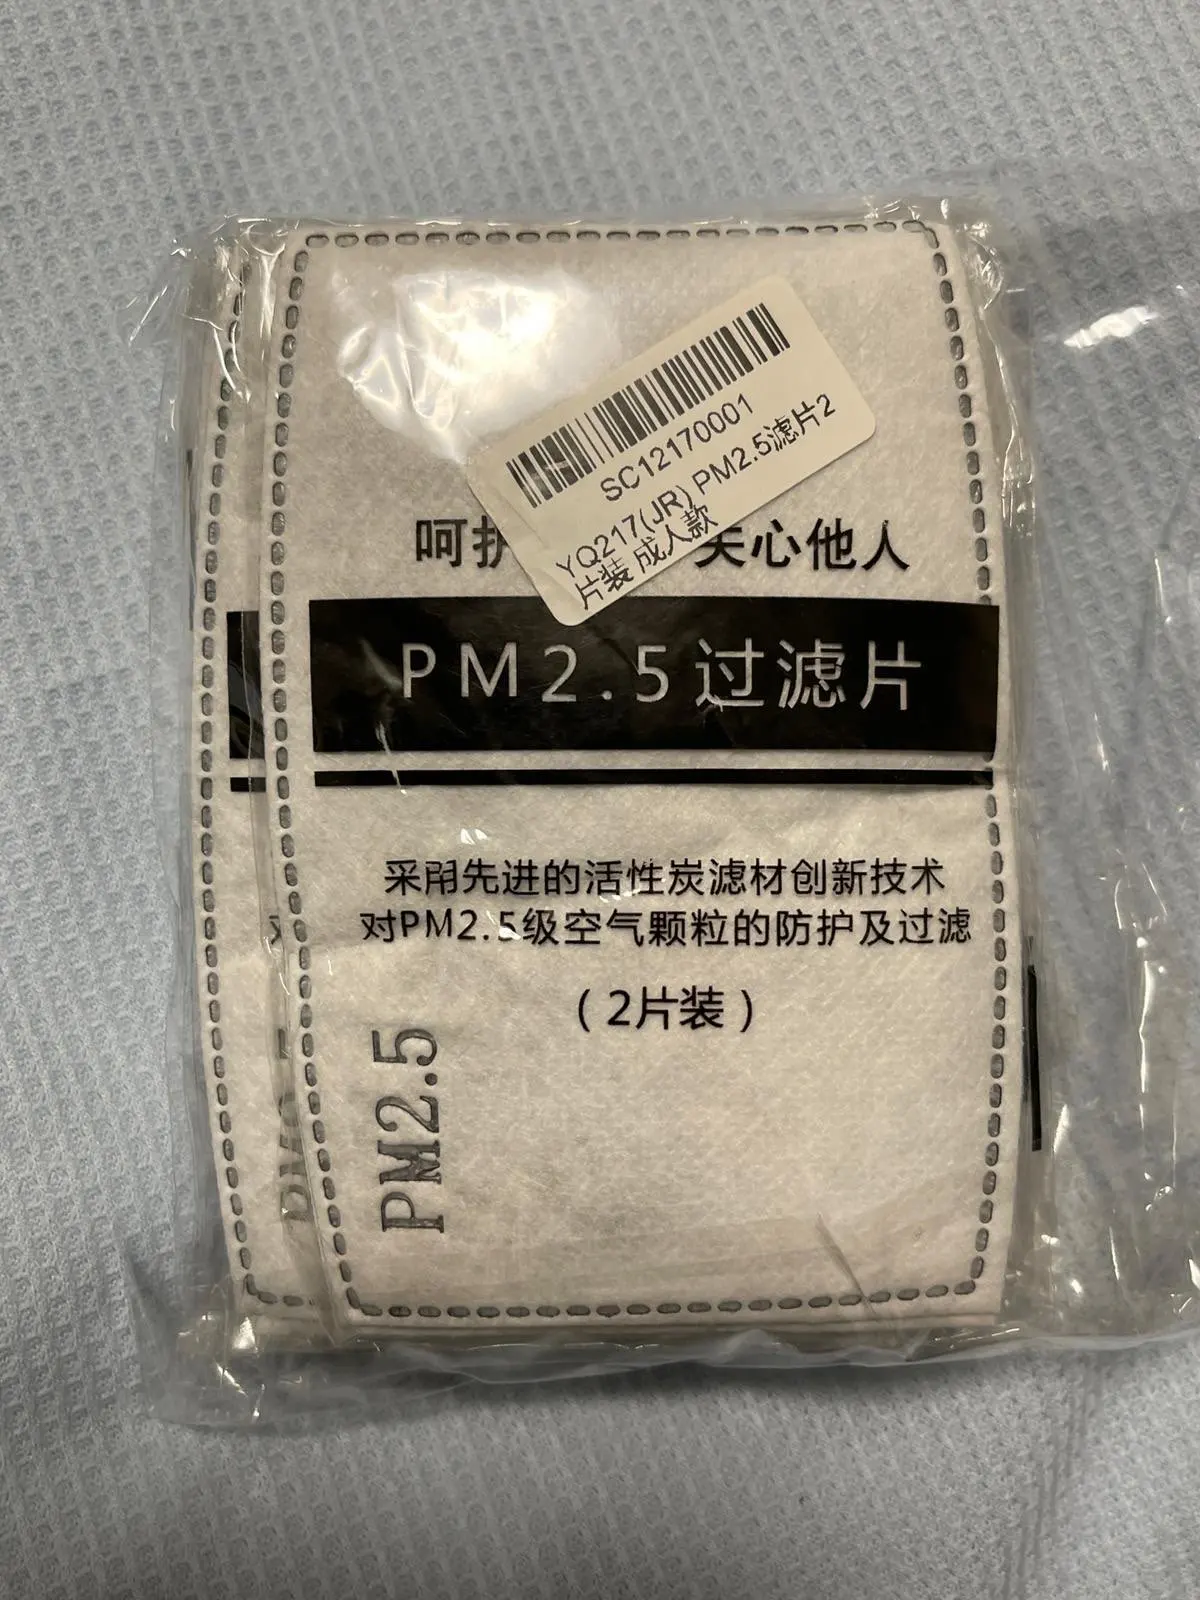 SC12170001
YQ217(JR) PM2.5滤片2
片装 成人款
呵护 关心他人
PM2.5过滤片
采用先进的活性炭滤材创新技术
对PM2.5级空气颗粒的防护及过滤
(2片装)
PM2.5